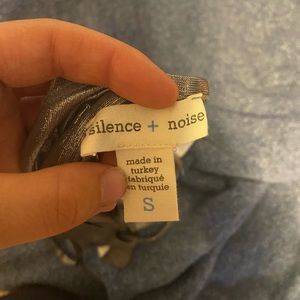 silence + noise
made in
turkey
fabriqué
en turquie
S